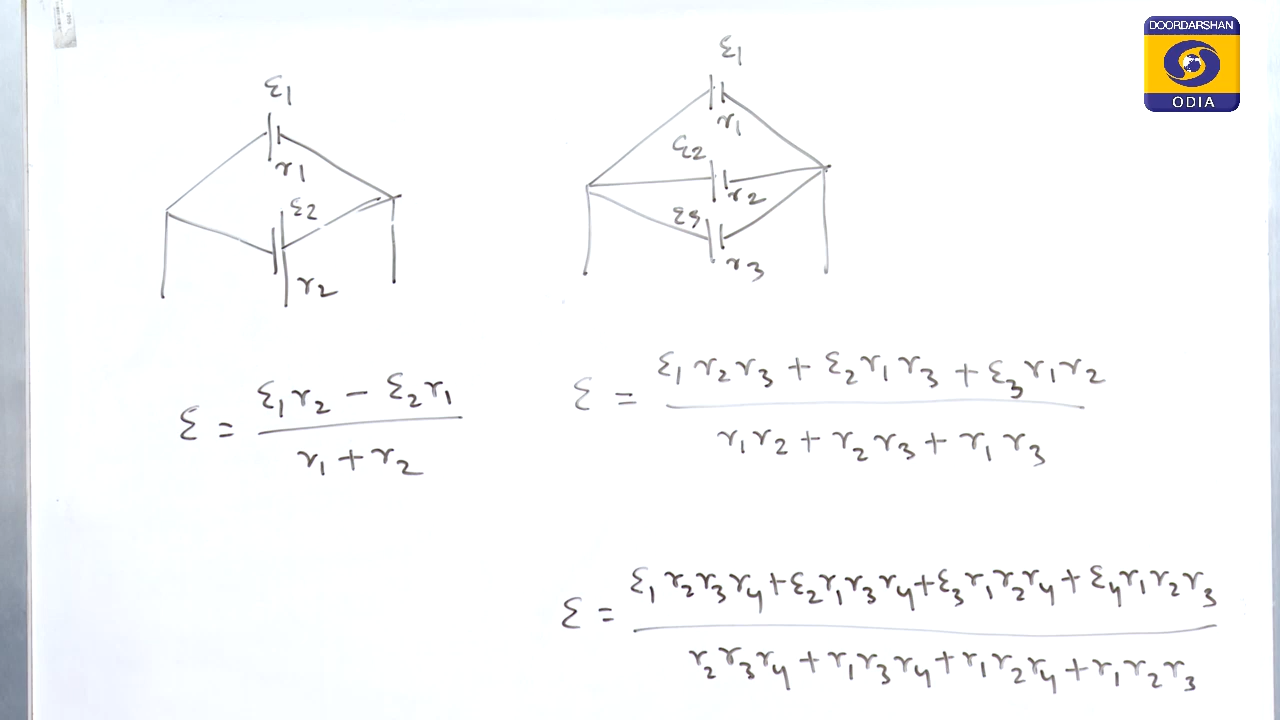 DOORDARSHAN
ODIA
ε1
r1
ε2
r2
ε1
r1
ε2
r2
ε3
r3
ε = (ε₁r₂ − ε₂r₁) / (r₁ + r₂)
ε = (ε₁r₂r₃ + ε₂r₁r₃ + ε₃r₁r₂) / (r₁r₂ + r₂r₃ + r₁r₃)
ε = (ε₁r₂r₃r₄ + ε₂r₁r₃r₄ + ε₃r₁r₂r₄ + ε₄r₁r₂r₃) / (r₂r₃r₄ + r₁r₃r₄ + r₁r₂r₄ + r₁r₂r₃)